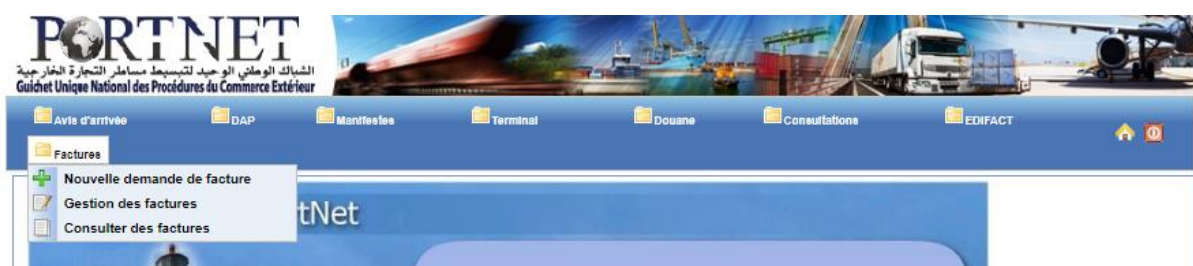 PORTNET
الشباك الوطني الوحيد لتبسيط مساطر التجارة الخارجية
Guichet Unique National des Procédures du Commerce Extérieur
Avis d'arrivée DAP Manifestes Terminal Douane Consultations EDIFACT
Factures
Nouvelle demande de facture
Gestion des factures
Consulter des factures
tNet